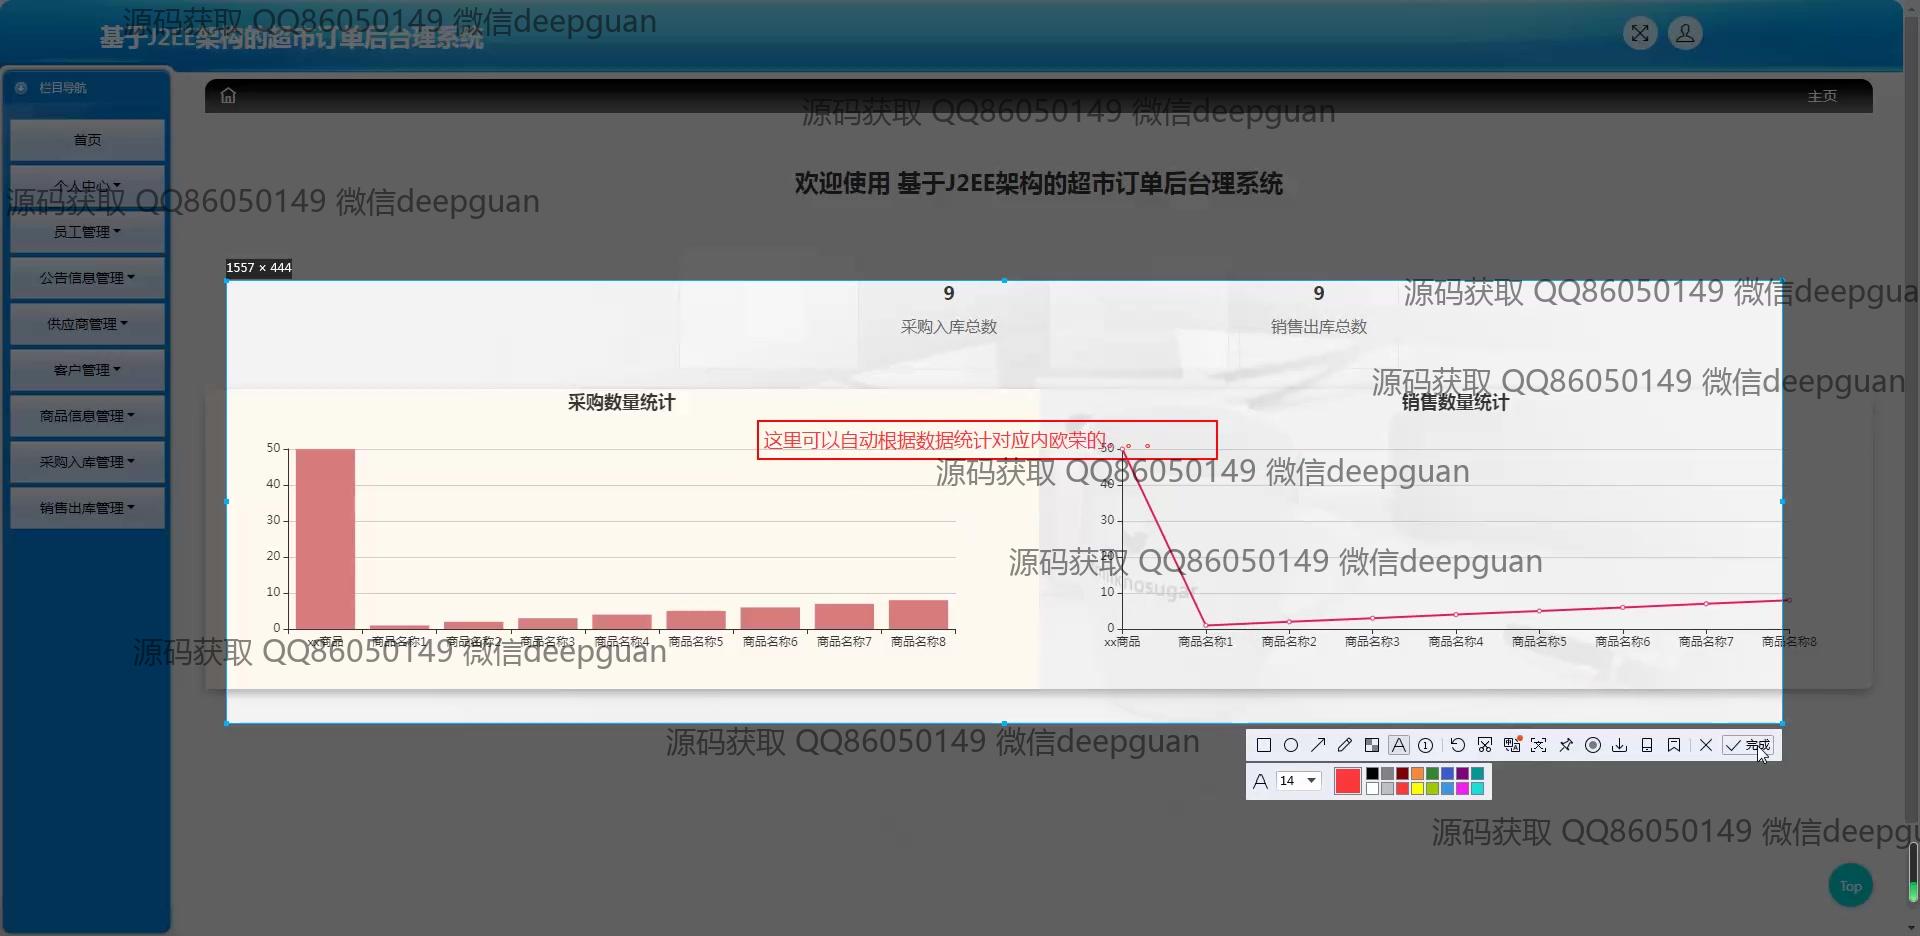 源码获取 QQ86050149 微信deepguan
基于J2EE架构的超市订单后台理系统
栏目导航
主页
源码获取 QQ86050149 微信deepguan
首页
欢迎使用 基于J2EE架构的超市订单后台理系统
个人中心
源码获取 QQ86050149 微信deepguan
员工管理
公告信息管理
供应商管理
客户管理
商品信息管理
采购入库管理
销售出库管理
1557 × 444
9
采购入库总数
9
销售出库总数
源码获取 QQ86050149 微信deepgua
源码获取 QQ86050149 微信deepguan
采购数量统计
销售数量统计
这里可以自动根据数据统计对应内欧荣的。。。
源码获取 QQ86050149 微信deepguan
50
40
30
20
10
0
xx商品 商品名称1 商品名称2 商品名称3 商品名称4 商品名称5 商品名称6 商品名称7 商品名称8
50
40
30
20
10
0
xx商品 商品名称1 商品名称2 商品名称3 商品名称4 商品名称5 商品名称6 商品名称7 商品名称8
源码获取 QQ86050149 微信deepguan
源码获取 QQ86050149 微信deepguan
源码获取 QQ86050149 微信deepguan
完成
14
源码获取 QQ86050149 微信deepgu
Top